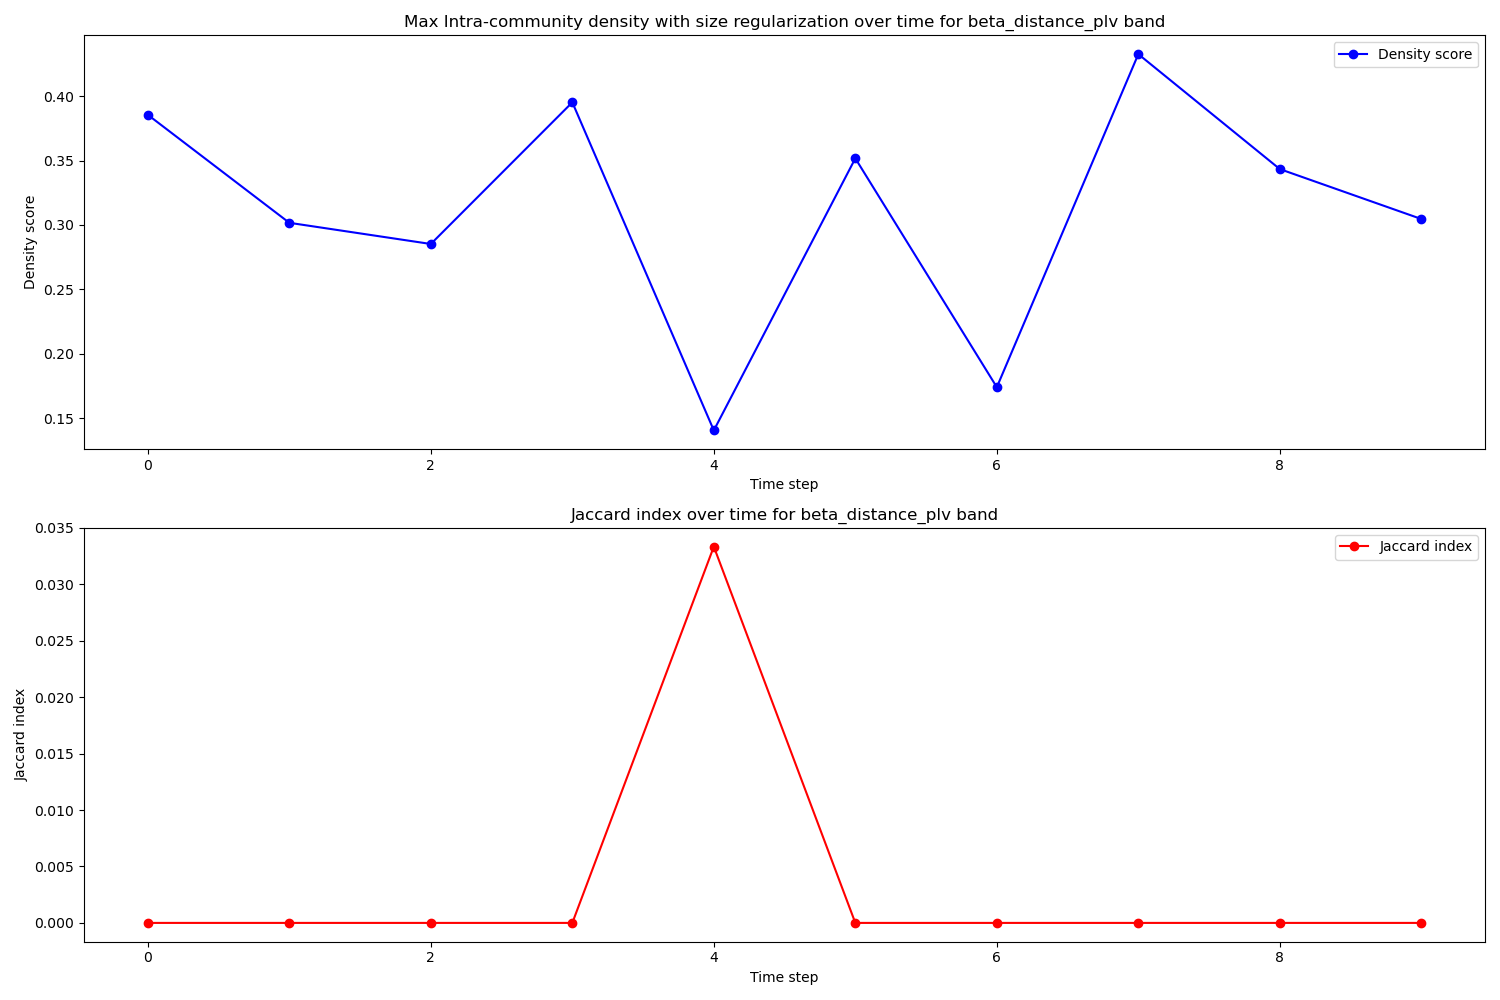 Max Intra-community density with size regularization over time for beta_distance_plv band
Density score
0.40
0.35
0.30
0.25
0.20
0.15
Density score
0 2 4 6 8
Time step
Jaccard index over time for beta_distance_plv band
Jaccard index
0.035
0.030
0.025
0.020
0.015
0.010
0.005
0.000
Jaccard index
0 2 4 6 8
Time step